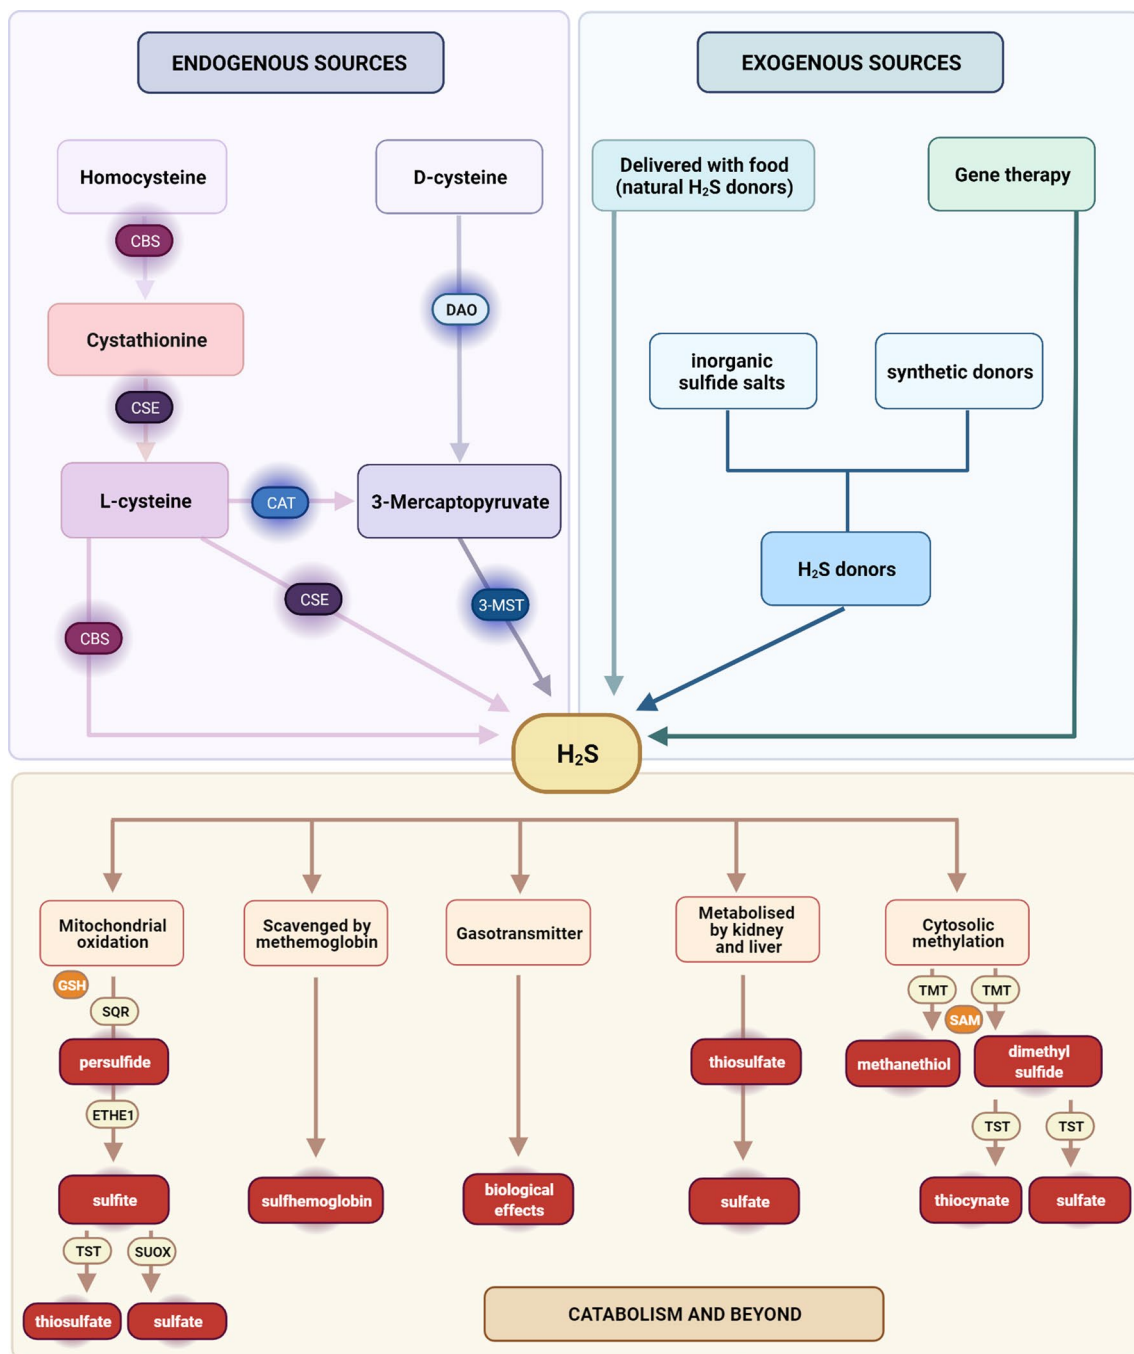 ENDOGENOUS SOURCES
EXOGENOUS SOURCES
Homocysteine
D-cysteine
Delivered with food
(natural H₂S donors)
Gene therapy
CBS
DAO
Cystathionine
inorganic
sulfide salts
synthetic donors
CSE
L-cysteine
CAT
3-Mercaptopyruvate
H₂S donors
CSE
3-MST
CBS
H₂S
Mitochondrial
oxidation
Scavenged by
methemoglobin
Gasotransmitter
Metabolised
by kidney
and liver
Cytosolic
methylation
GSH
SQR
TMT
TMT
SAM
persulfide
thiosulfate
methanethiol
dimethyl
sulfide
ETHE1
TST
TST
sulfite
sulfhemoglobin
biological
effects
sulfate
thiocynate
sulfate
TST
SUOX
thiosulfate
sulfate
CATABOLISM AND BEYOND